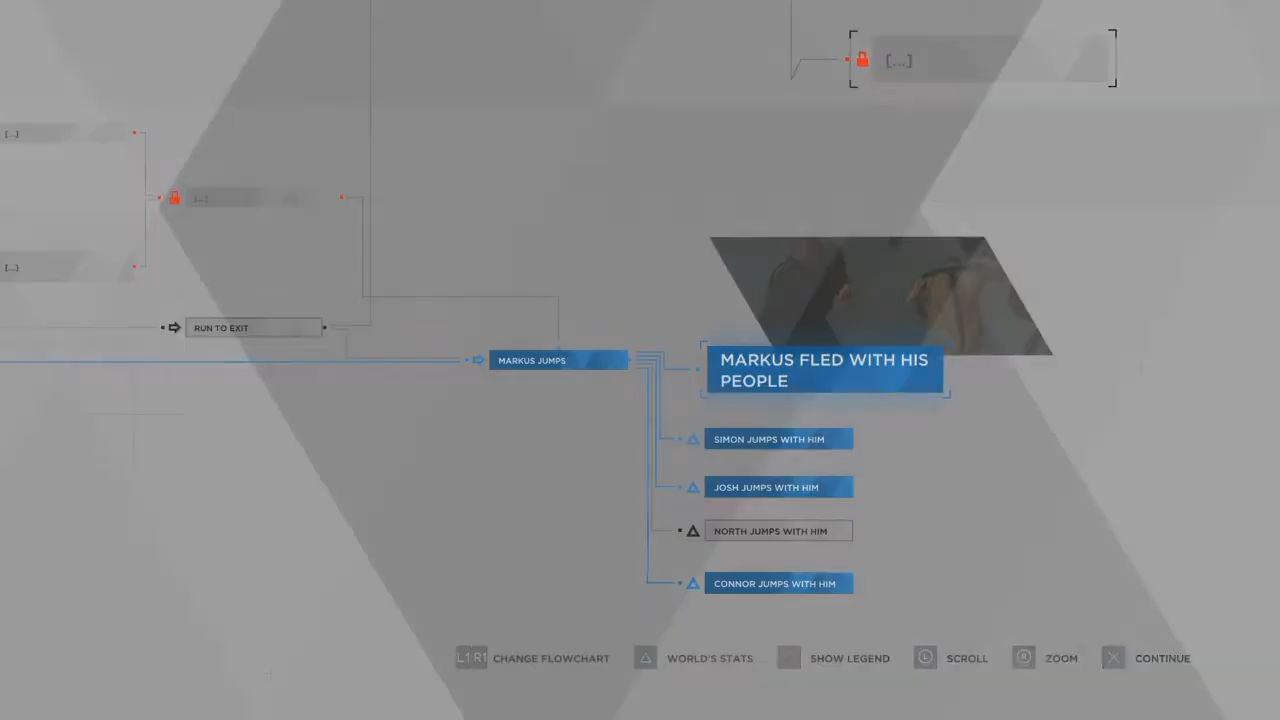 [...]
[...]
[...]
[...]
RUN TO EXIT
MARKUS JUMPS
MARKUS FLED WITH HIS
PEOPLE
SIMON JUMPS WITH HIM
JOSH JUMPS WITH HIM
NORTH JUMPS WITH HIM
CONNOR JUMPS WITH HIM
L1 R1 CHANGE FLOWCHART WORLD'S STATS SHOW LEGEND L SCROLL R ZOOM CONTINUE